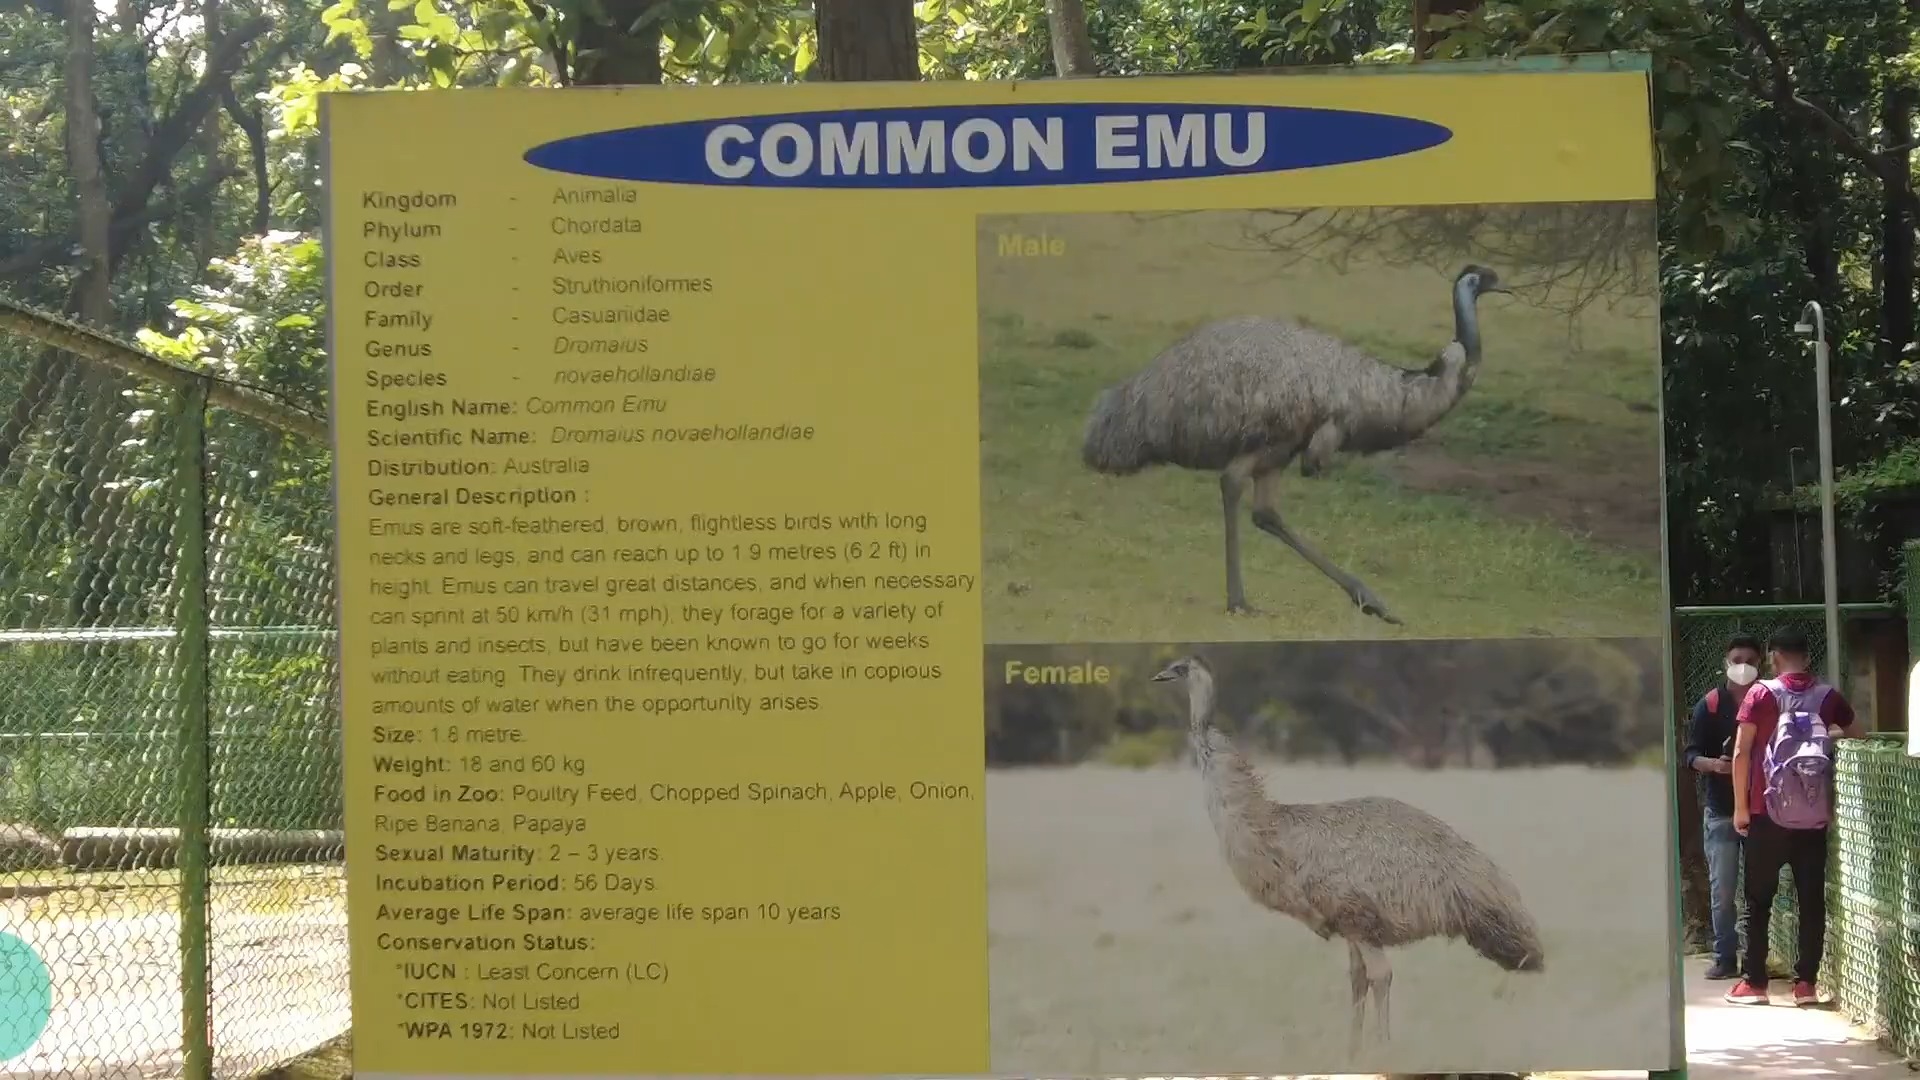 COMMON EMU
Kingdom - Animalia
Phylum - Chordata
Class - Aves
Order - Struthioniformes
Family - Casuariidae
Genus - Dromaius
Species - novaehollandiae
English Name: Common Emu
Scientific Name: Dromaius novaehollandiae
Distribution: Australia
General Description :
Emus are soft-feathered, brown, flightless birds with long
necks and legs, and can reach up to 1.9 metres (6.2 ft) in
height. Emus can travel great distances, and when necessary
can sprint at 50 km/h (31 mph); they forage for a variety of
plants and insects, but have been known to go for weeks
without eating. They drink infrequently, but take in copious
amounts of water when the opportunity arises.
Size: 1.8 metre.
Weight: 18 and 60 kg
Food in Zoo: Poultry Feed, Chopped Spinach, Apple, Onion,
Ripe Banana, Papaya
Sexual Maturity: 2 – 3 years.
Incubation Period: 56 Days.
Average Life Span: average life span 10 years
Conservation Status:
*IUCN : Least Concern (LC)
*CITES: Not Listed
*WPA 1972: Not Listed
Male
Female